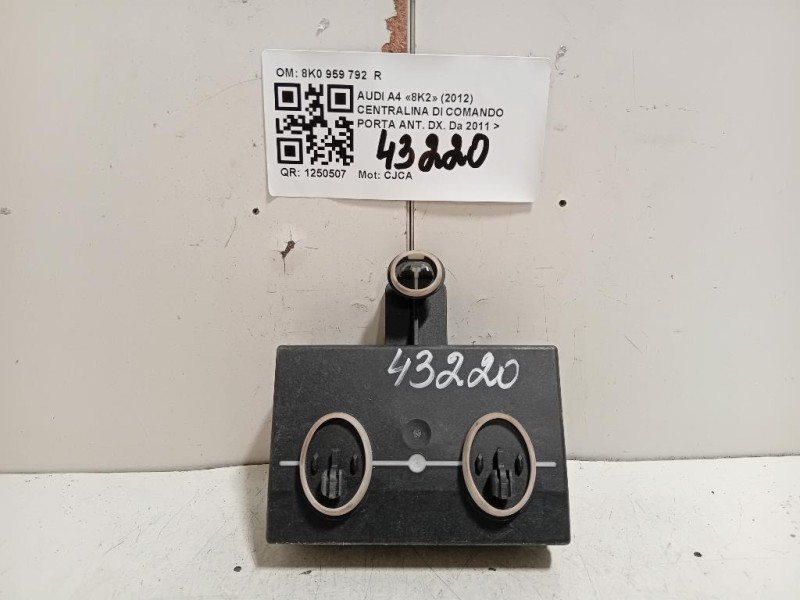 OM: 8K0 959 792 R
AUDI A4 «8K2» (2012)
CENTRALINA DI COMANDO
PORTA ANT. DX. Da 2011 >
43220
QR: 1250507 Mot: CJCA
43220